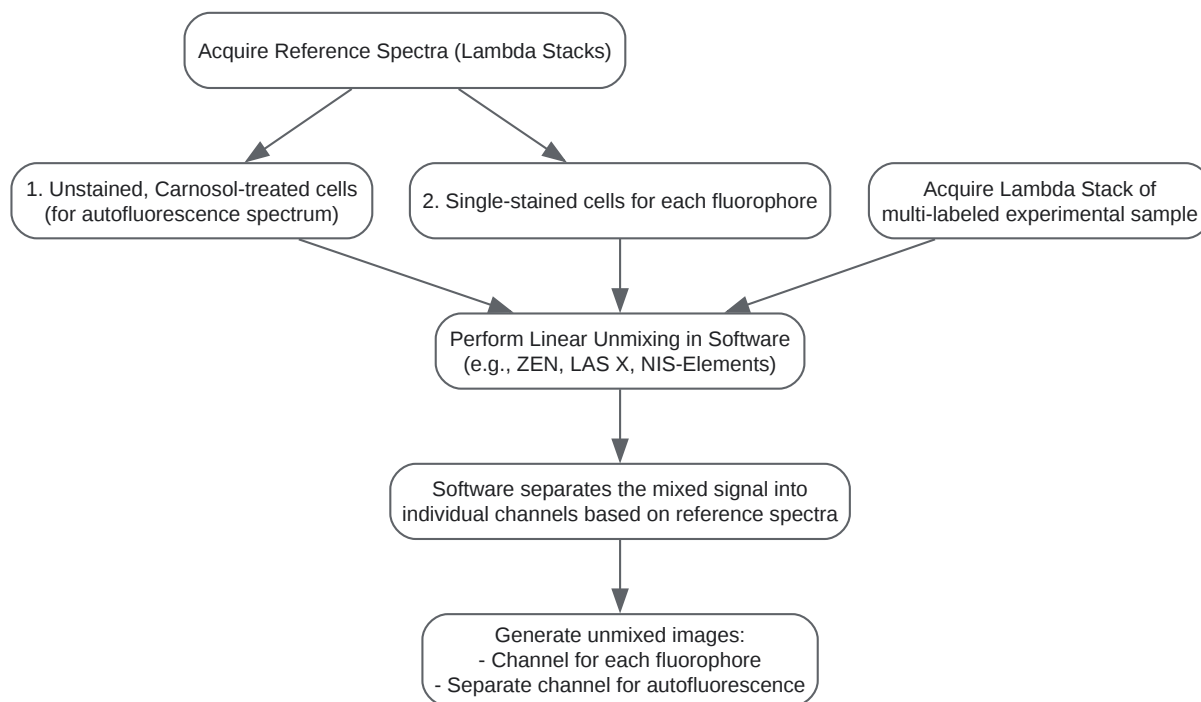 Acquire Reference Spectra (Lambda Stacks)
1. Unstained, Carnosol-treated cells
(for autofluorescence spectrum)
2. Single-stained cells for each fluorophore
Acquire Lambda Stack of
multi-labeled experimental sample
Perform Linear Unmixing in Software
(e.g., ZEN, LAS X, NIS-Elements)
Software separates the mixed signal into
individual channels based on reference spectra
Generate unmixed images:
- Channel for each fluorophore
- Separate channel for autofluorescence